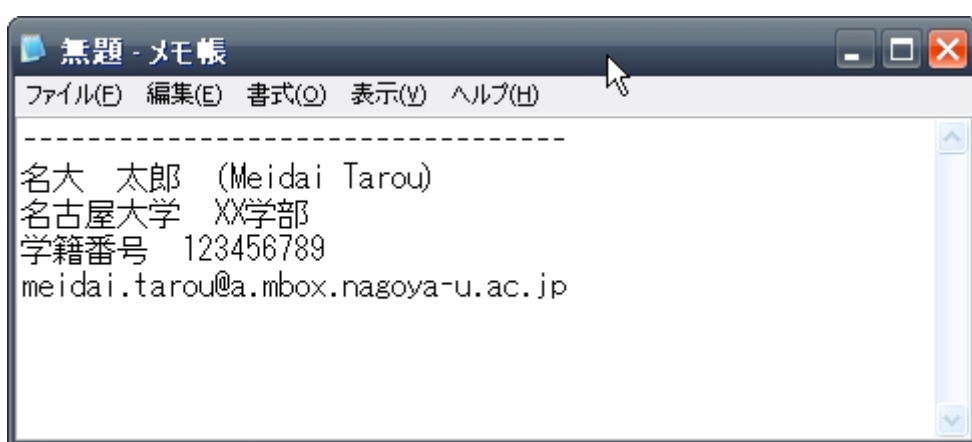 無題 - メモ帳
ファイル(F) 編集(E) 書式(O) 表示(V) ヘルプ(H)
-----------------------------------
名大　太郎　(Meidai Tarou)
名古屋大学　XX学部
学籍番号　123456789
meidai.tarou@a.mbox.nagoya-u.ac.jp